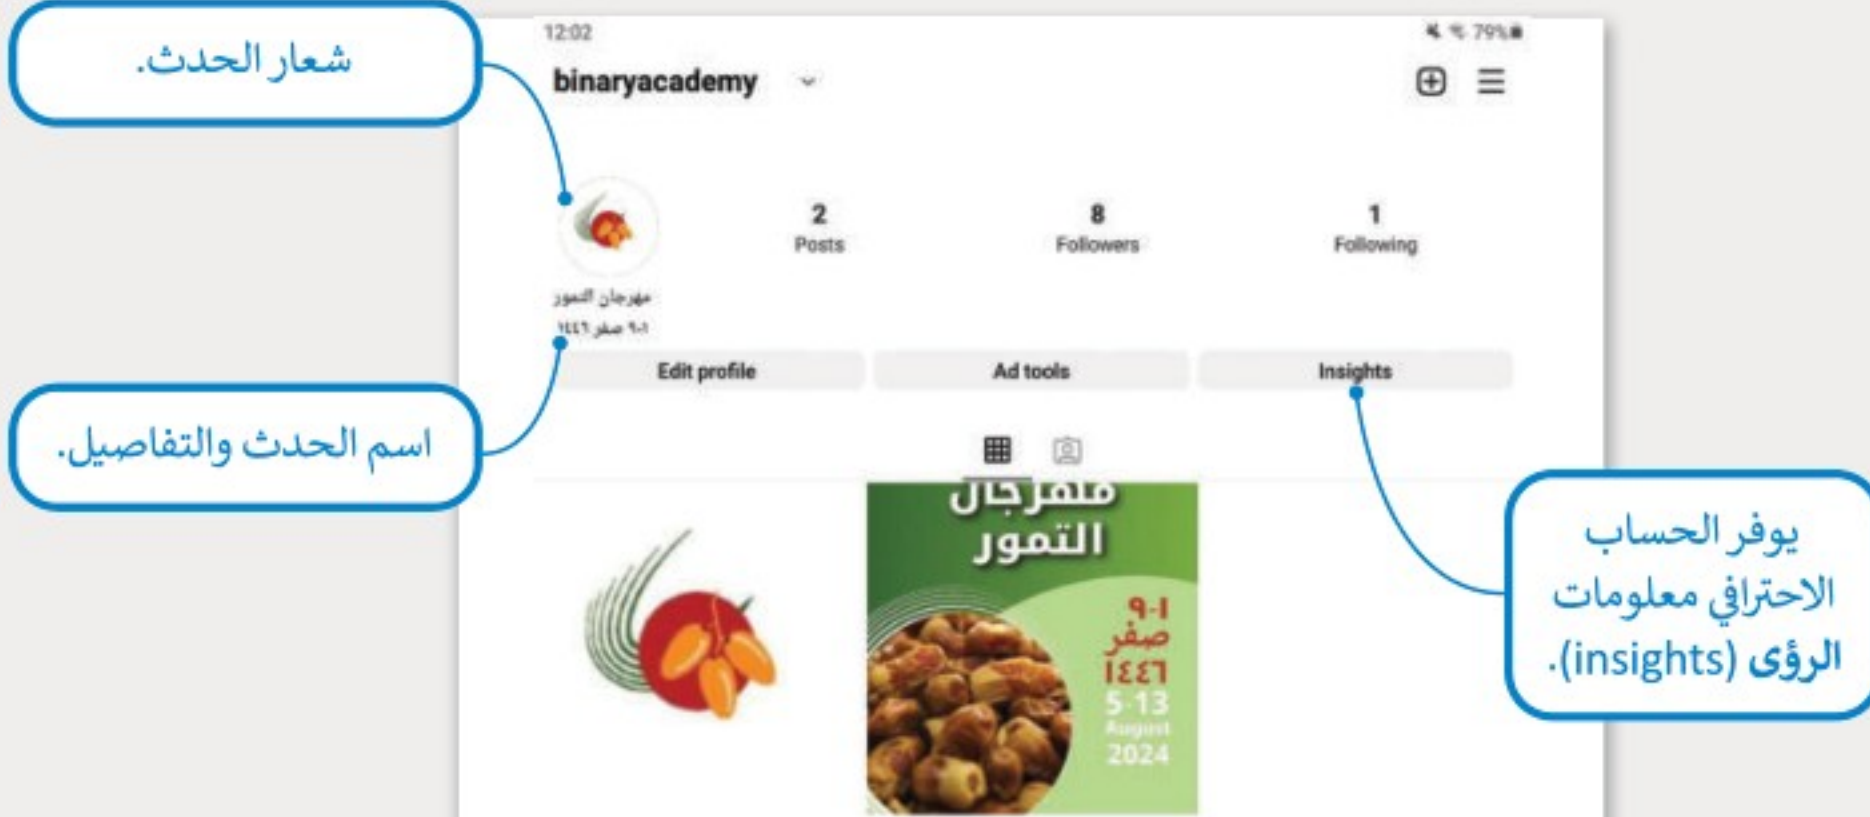 شعار الحدث.
12:02
79%
binaryacademy
2
Posts
8
Followers
1
Following
مهرجان التمور
١-٩ صفر ١٤٤٦
Edit profile
Ad tools
Insights
اسم الحدث والتفاصيل.
مهرجان
التمور
١-٩
صفر
١٤٤٦
5-13
August
2024
يوفر الحساب
الاحترافي معلومات
الرؤى (insights).